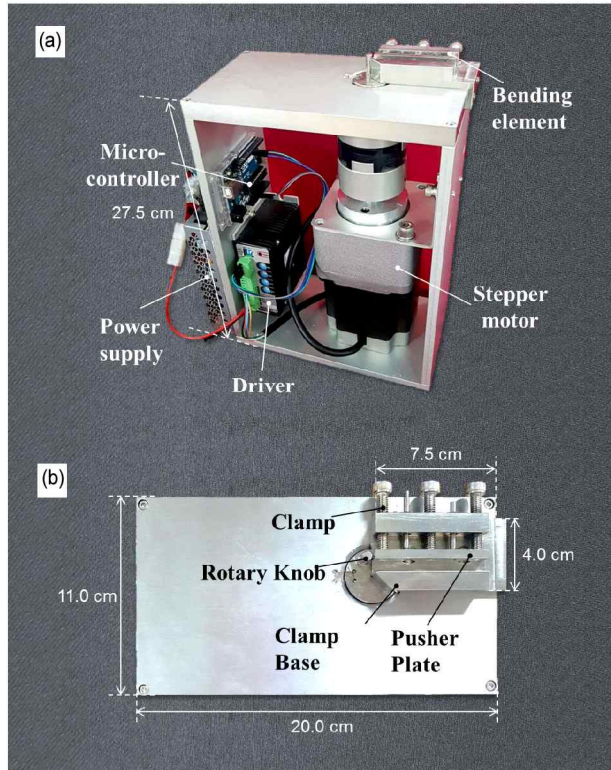 (a)
Bending
element
Micro-
controller
27.5 cm
Power
supply
Stepper
motor
Driver
(b)
7.5 cm
Clamp
4.0 cm
Rotary Knob
11.0 cm
Clamp
Base
Pusher
Plate
20.0 cm